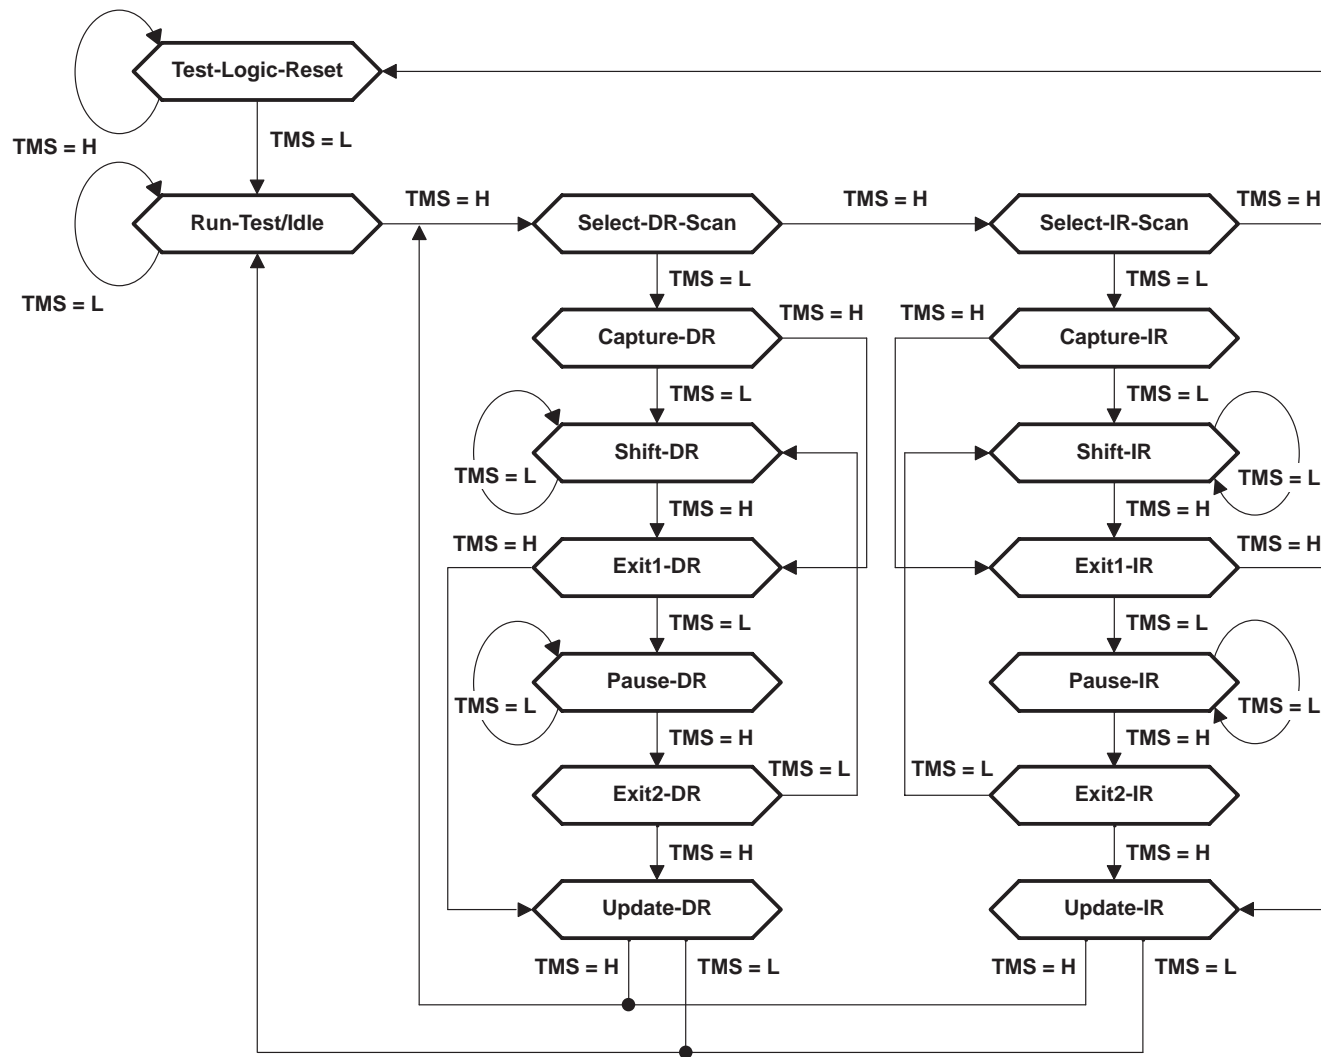 Test-Logic-Reset
TMS = H
TMS = L
TMS = H
TMS = H
TMS = H
Run-Test/Idle
Select-DR-Scan
Select-IR-Scan
TMS = L
TMS = L
TMS = L
TMS = H
TMS = H
Capture-DR
Capture-IR
TMS = L
TMS = L
Shift-DR
Shift-IR
TMS = L
TMS = L
TMS = H
TMS = H
TMS = H
TMS = H
Exit1-DR
Exit1-IR
TMS = L
TMS = L
Pause-DR
Pause-IR
TMS = L
TMS = L
TMS = H
TMS = H
TMS = L
TMS = L
Exit2-DR
Exit2-IR
TMS = H
TMS = H
Update-DR
Update-IR
TMS = H
TMS = L
TMS = H
TMS = L